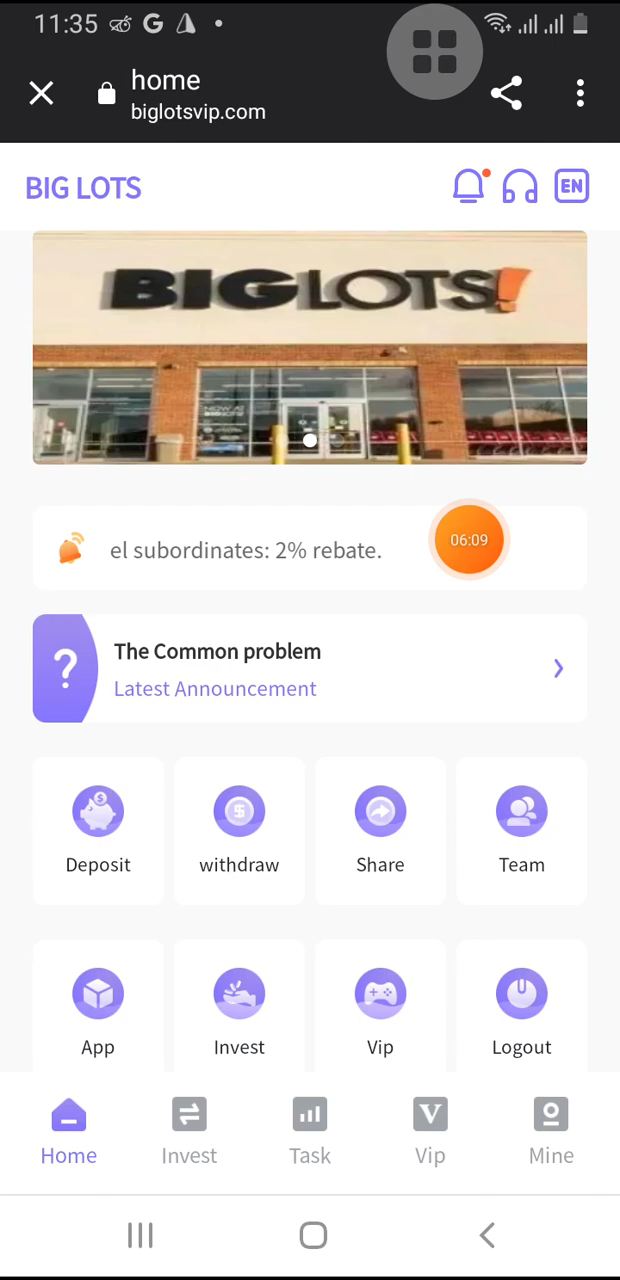 11:35
home
biglotsvip.com
BIG LOTS
EN
BIGLOTS!
el subordinates: 2% rebate.
06:09
The Common problem
Latest Announcement
Deposit
withdraw
Share
Team
App
Invest
Vip
Logout
Home
Invest
Task
Vip
Mine